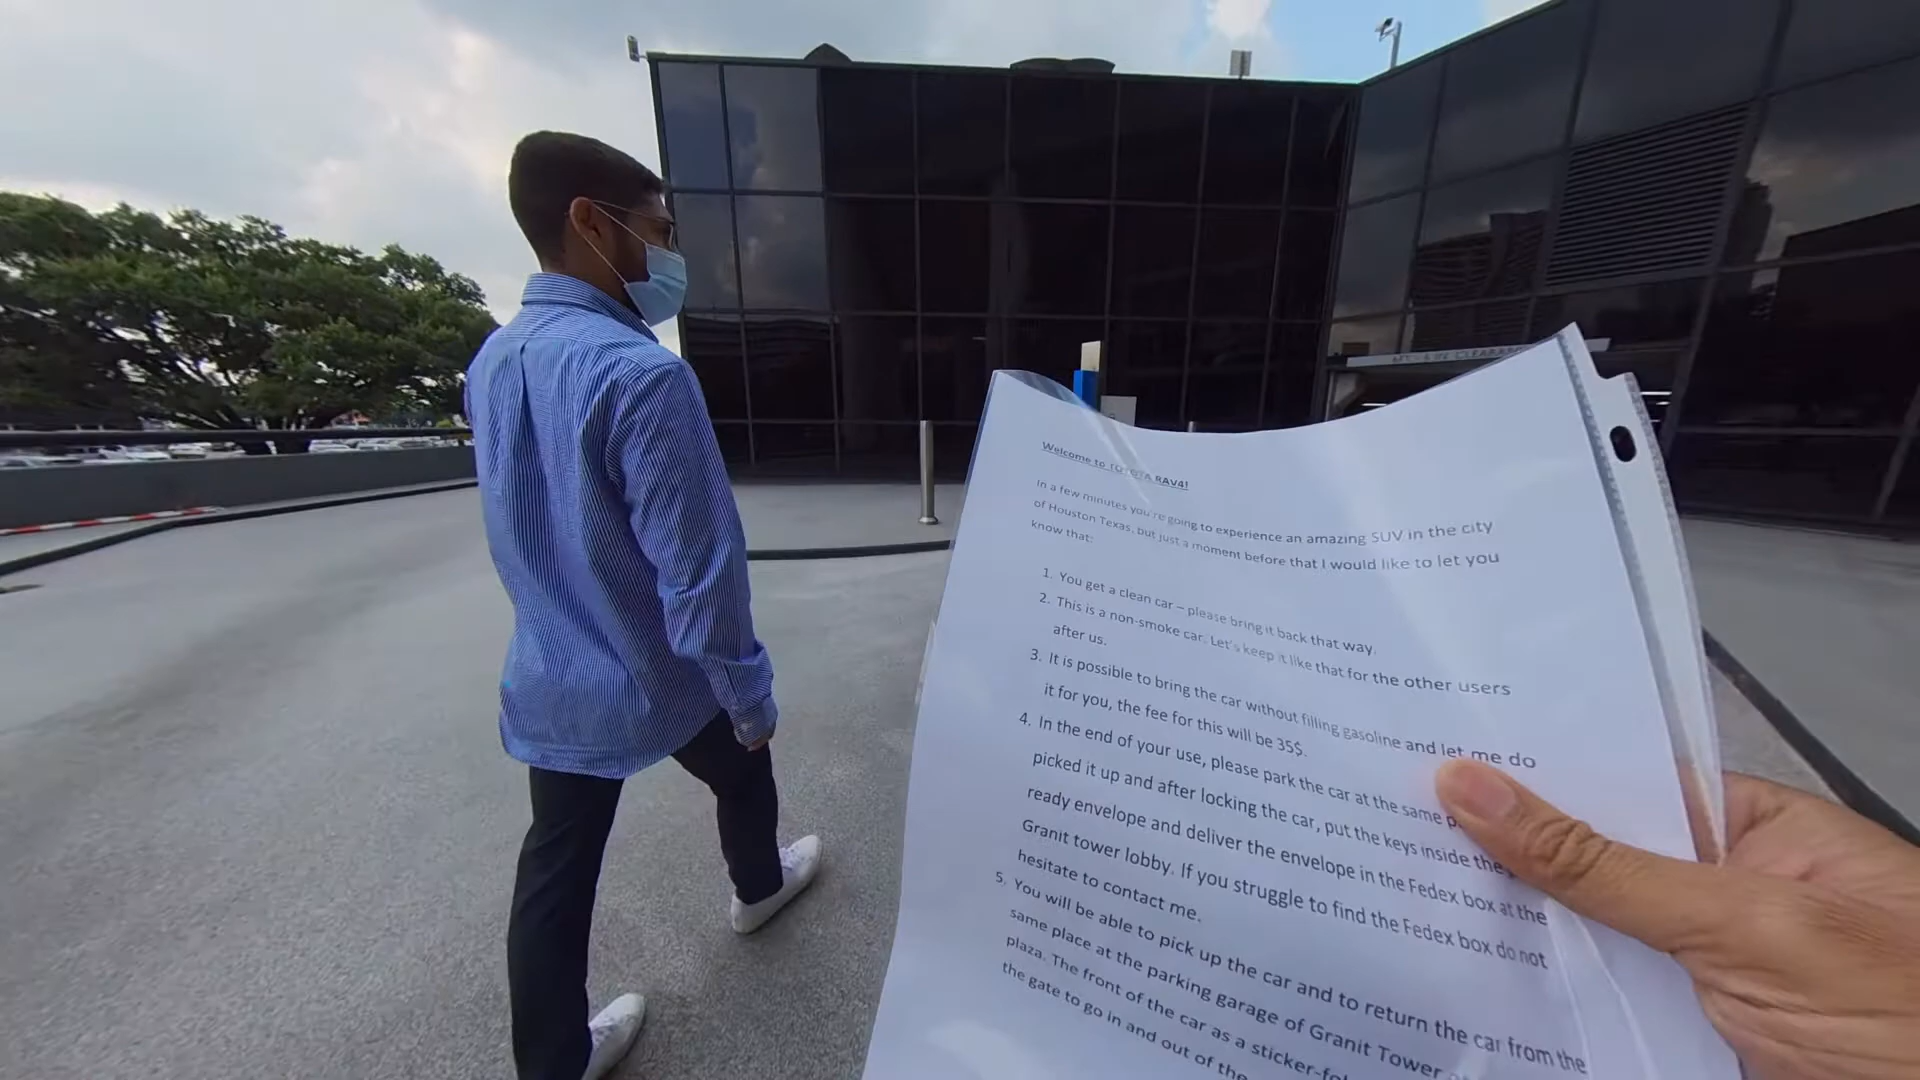 Welcome to TOYOTA RAV4!
In a few minutes you're going to experience an amazing SUV in the city
of Houston Texas, but just a moment before that I would like to let you
know that:
1. You get a clean car – please bring it back that way.
2. This is a non-smoke car. Let's keep it like that for the other users
after us.
3. It is possible to bring the car without filling gasoline and let me do
it for you, the fee for this will be 35$.
4. In the end of your use, please park the car at the same
picked it up and after locking the car, put the keys inside the
ready envelope and deliver the envelope in the Fedex box at the
Granit tower lobby. If you struggle to find the Fedex box do not
hesitate to contact me.
5. You will be able to pick up the car and to return the car from the
same place at the parking garage of Granit Tower
plaza. The front of the car as a
the gate to go in and out of the
CLEARANCE